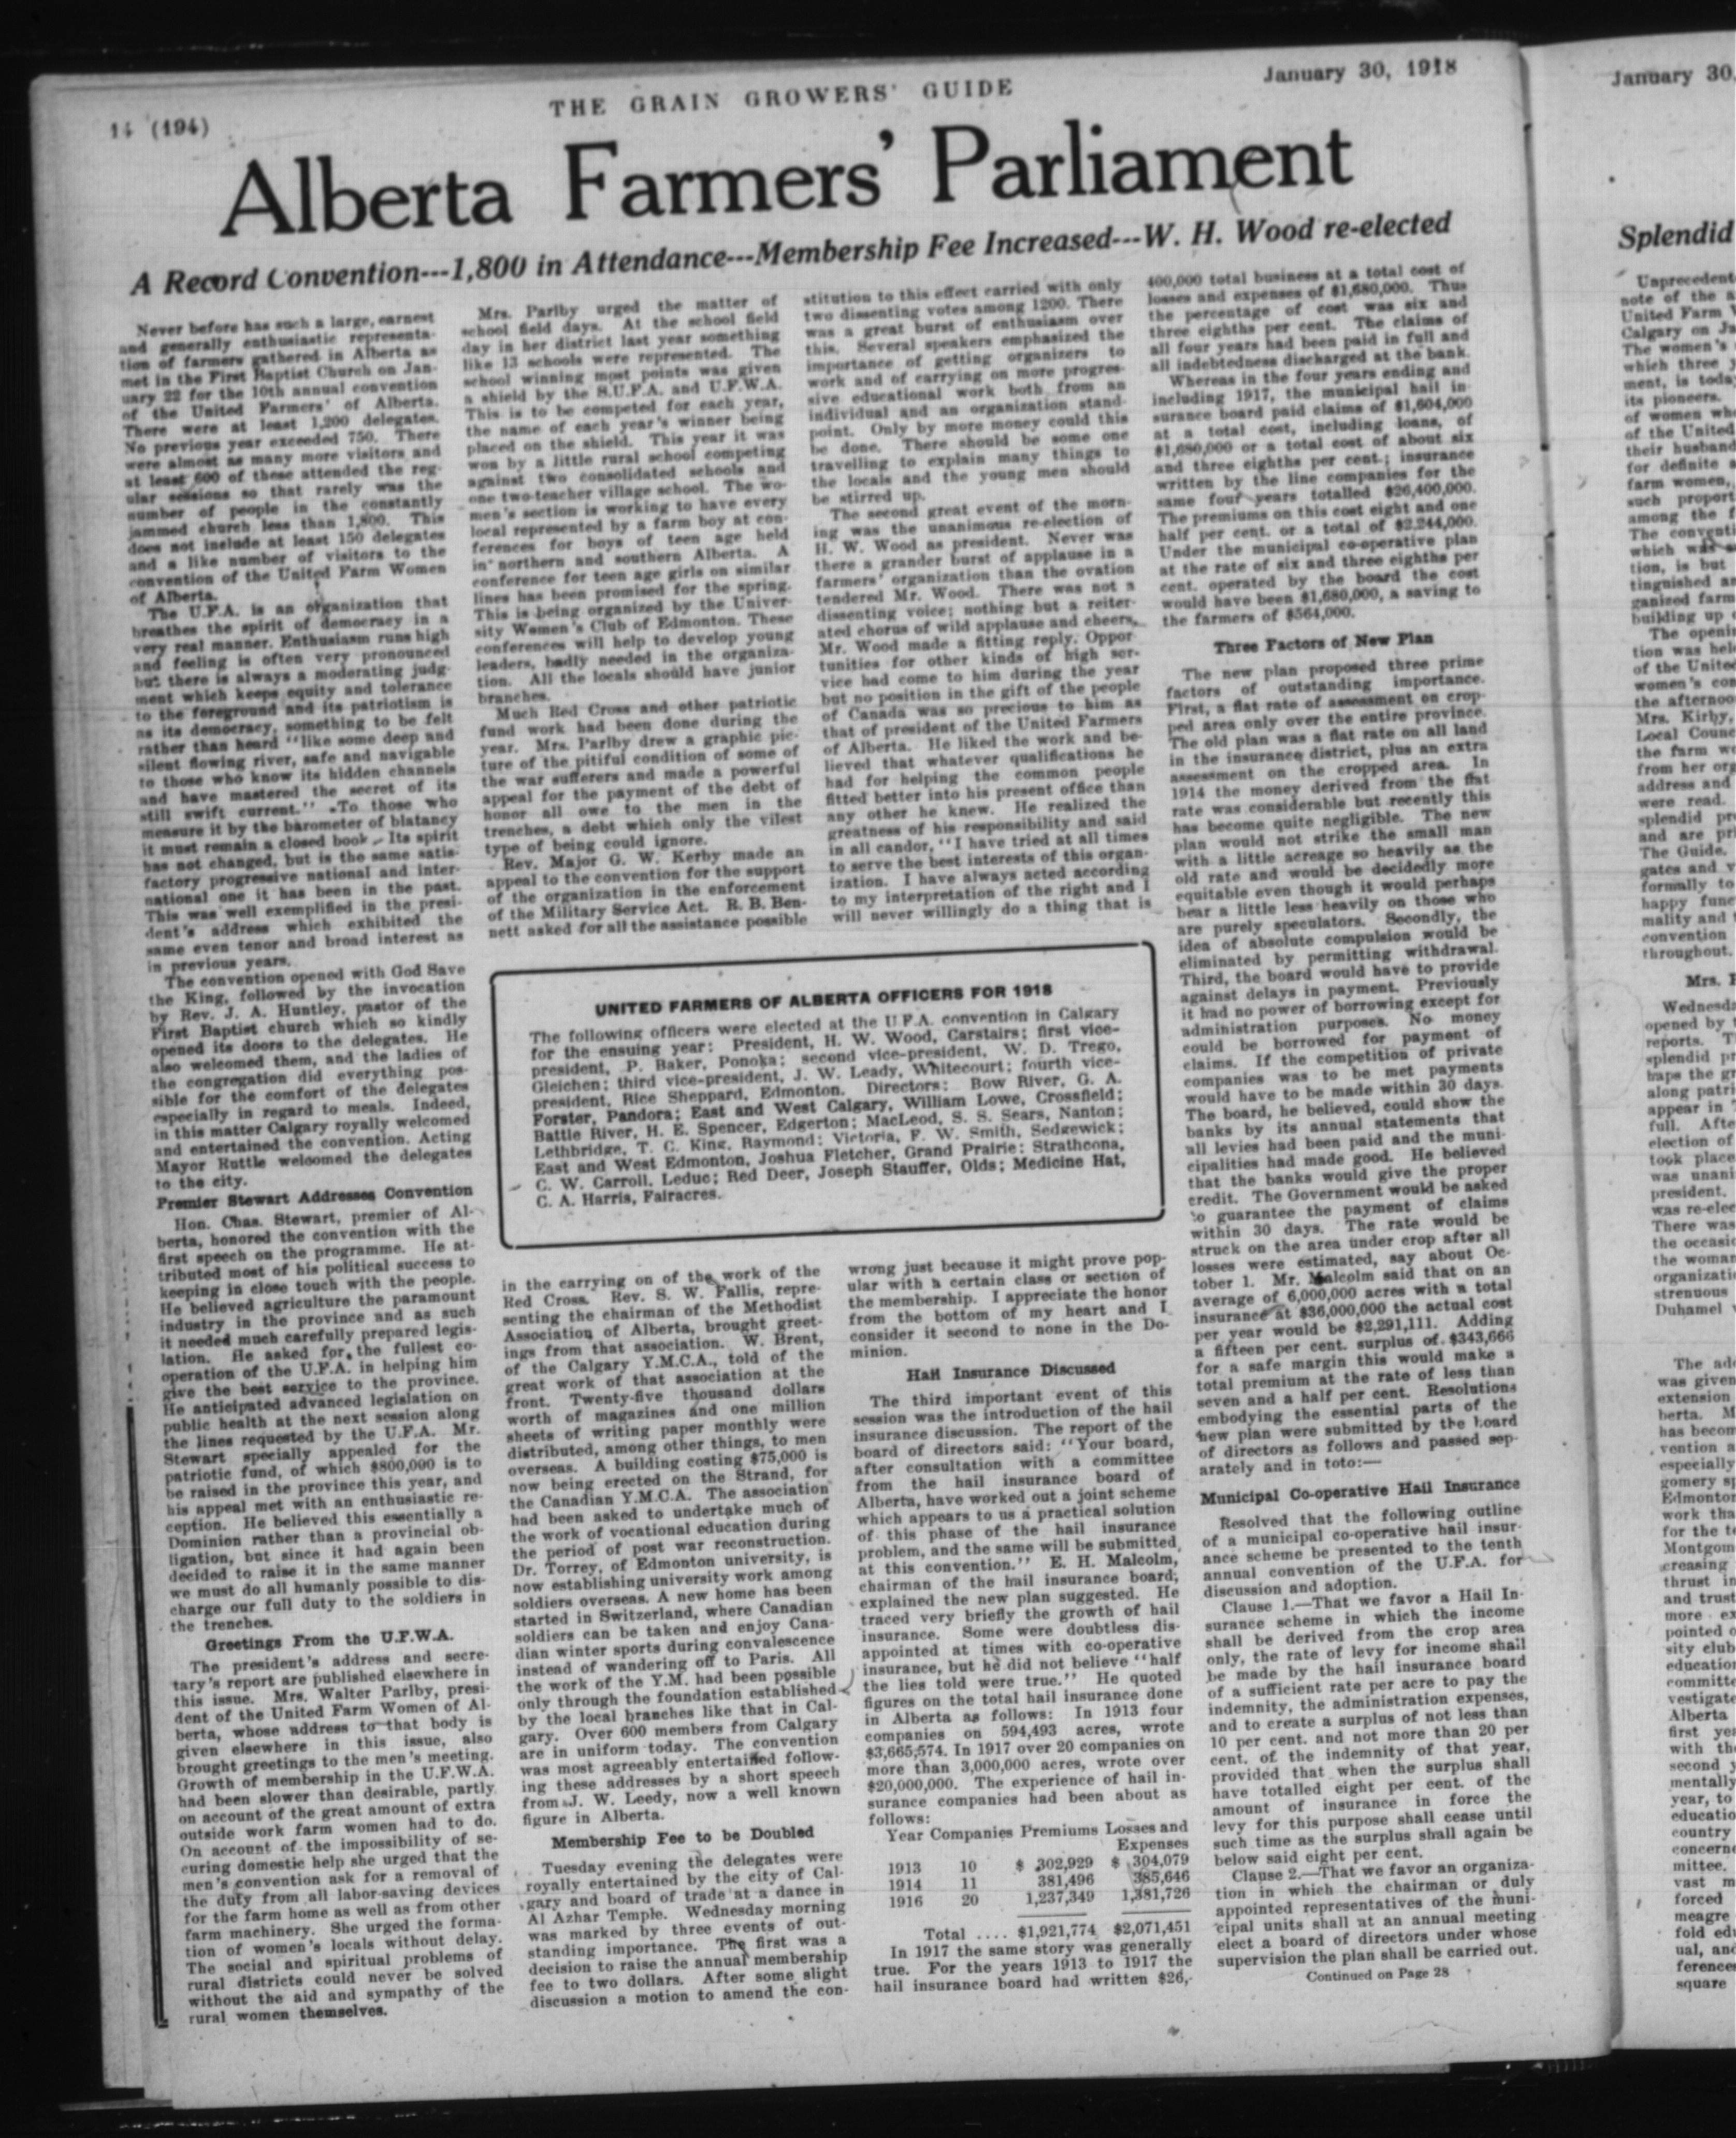 14 (194)
THE GRAIN GROWERS' GUIDE
January 30, 1918
Alberta Farmers' Parliament
A Record Convention---1,800 in Attendance---Membership Fee Increased---W. H. Wood re-elected
Never before has such a large, earnest
and generally enthusiastic representa-
tion of farmers gathered in Alberta as
met in the First Baptist Church on Jan-
uary 22 for the 10th annual convention
of the United Farmers' of Alberta.
There were at least 1,200 delegates.
No previous year exceeded 750. There
were almost as many more visitors and
at least 600 of these attended the reg-
ular sessions so that rarely was the
number of people in the constantly
jammed church less than 1,800. This
does not include at least 150 delegates
and a like number of visitors to the
convention of the United Farm Women
of Alberta.
The U.F.A. is an organization that
breathes the spirit of democracy in a
very real manner. Enthusiasm runs high
and feeling is often very pronounced
but there is always a moderating judg-
ment which keeps equity and tolerance
to the foreground and its patriotism is
as its democracy, something to be felt
rather than heard "like some deep and
silent flowing river, safe and navigable
to those who know its hidden channels
and have mastered the secret of its
still swift current." To those who
measure it by the barometer of blatancy
it must remain a closed book. Its spirit
has not changed, but is the same satis-
factory progressive national and inter-
national one it has been in the past.
This was well exemplified in the presi-
dent's address which exhibited the
same even tenor and broad interest as
in previous years.
The convention opened with God Save
the King, followed by the invocation
by Rev. J. A. Huntley, pastor of the
First Baptist church which so kindly
opened its doors to the delegates. He
also welcomed them, and the ladies of
the congregation did everything pos-
sible for the comfort of the delegates
especially in regard to meals. Indeed,
in this matter Calgary royally welcomed
and entertained the convention. Acting
Mayor Ruttle welcomed the delegates
to the city.
Premier Stewart Addresses Convention
Hon. Chas. Stewart, premier of Al-
berta, honored the convention with the
first speech on the programme. He at-
tributed most of his political success to
keeping in close touch with the people.
He believed agriculture the paramount
industry in the province and as such
it needed much carefully prepared legis-
lation. He asked for the fullest co-
operation of the U.F.A. in helping him
give the best service to the province.
He anticipated advanced legislation on
public health at the next session along
the lines requested by the U.F.A. Mr.
Stewart specially appealed for the
patriotic fund, of which $800,000 is to
be raised in the province this year, and
his appeal met with an enthusiastic re-
ception. He believed this essentially a
Dominion rather than a provincial ob-
ligation, but since it had again been
decided to raise it in the same manner
we must do all humanly possible to dis-
charge our full duty to the soldiers in
the trenches.
Greetings From the U.F.W.A.
The president's address and secre-
tary's report are published elsewhere in
this issue. Mrs. Walter Parlby, presi-
dent of the United Farm Women of Al-
berta, whose address to that body is
given elsewhere in this issue, also
brought greetings to the men's meeting.
Growth of membership in the U.F.W.A.
had been slower than desirable, partly
on account of the great amount of extra
outside work farm women had to do.
On account of the impossibility of se-
curing domestic help she urged that the
men's convention ask for a removal of
the duty from all labor-saving devices
for the farm home as well as from other
farm machinery. She urged the forma-
tion of women's locals without delay.
The social and spiritual problems of
rural districts could never be solved
without the aid and sympathy of the
rural women themselves.
Mrs. Parlby urged the matter of
school field days. At the school field
day in her district last year something
like 13 schools were represented. The
school winning most points was given
a shield by the S.U.F.A. and U.F.W.A.
This is to be competed for each year,
the name of each year's winner being
placed on the shield. This year it was
won by a little rural school competing
against two consolidated schools and
one two-teacher village school. The wo-
men's section is working to have every
local represented by a farm boy at con-
ferences for boys of teen age held
in northern and southern Alberta. A
conference for teen age girls on similar
lines has been promised for the spring.
This is being organized by the Univer-
sity Women's Club of Edmonton. These
conferences will help to develop young
leaders, badly needed in the organiza-
tion. All the locals should have junior
branches.
Much Red Cross and other patriotic
fund work had been done during the
year. Mrs. Parlby drew a graphic pic-
ture of the pitiful condition of some of
the war sufferers and made a powerful
appeal for the payment of the debt of
honor all owe to the men in the
trenches, a debt which only the vilest
type of being could ignore.
Rev. Major G. W. Kerby made an
appeal to the convention for the support
of the organization in the enforcement
of the Military Service Act. R. B. Ben-
nett asked for all the assistance possible
in the carrying on of the work of the
Red Cross. Rev. S. W. Fallis, repre-
senting the chairman of the Methodist
Association of Alberta, brought greet-
ings from that association. W. Brent,
of the Calgary Y.M.C.A., told of the
great work of that association at the
front. Twenty-five thousand dollars
worth of magazines and one million
sheets of writing paper monthly were
distributed, among other things, to men
overseas. A building costing $75,000 is
now being erected on the Strand, for
the Canadian Y.M.C.A. The association
had been asked to undertake much of
the work of vocational education during
the period of post war reconstruction.
Dr. Torrey, of Edmonton university, is
now establishing university work among
soldiers overseas. A new home has been
started in Switzerland, where Canadian
soldiers can be taken and enjoy Cana-
dian winter sports during convalescence
instead of wandering off to Paris. All
the work of the Y.M. had been possible
only through the foundation established
by the local branches like that in Cal-
gary. Over 600 members from Calgary
are in uniform today. The convention
was most agreeably entertained follow-
ing these addresses by a short speech
from J. W. Leedy, now a well known
figure in Alberta.
Membership Fee to be Doubled
Tuesday evening the delegates were
royally entertained by the city of Cal-
gary and board of trade at a dance in
Al Azhar Temple. Wednesday morning
was marked by three events of out-
standing importance. The first was a
decision to raise the annual membership
fee to two dollars. After some slight
discussion a motion to amend the con-
stitution to this effect carried with only
two dissenting votes among 1200. There
was a great burst of enthusiasm over
this. Several speakers emphasized the
importance of getting organizers to
work and of carrying on more progres-
sive educational work both from an
individual and an organization stand-
point. Only by more money could this
be done. There should be some one
travelling to explain many things to
the locals and the young men should
be stirred up.
The second great event of the morn-
ing was the unanimous re-election of
H. W. Wood as president. Never was
there a grander burst of applause in a
farmers' organization than the ovation
tendered Mr. Wood. There was not a
dissenting voice; nothing but a reiter-
ated chorus of wild applause and cheers.
Mr. Wood made a fitting reply. Oppor-
tunities for other kinds of high ser-
vice had come to him during the year
but no position in the gift of the people
of Canada was so precious to him as
that of president of the United Farmers
of Alberta. He liked the work and be-
lieved that whatever qualifications he
had for helping the common people
fitted better into his present office than
any other he knew. He realized the
greatness of his responsibility and said
in all candor, "I have tried at all times
to serve the best interests of this organ-
ization. I have always acted according
to my interpretation of the right and I
will never willingly do a thing that is
wrong just because it might prove pop-
ular with a certain class or section of
the membership. I appreciate the honor
from the bottom of my heart and I
consider it second to none in the Do-
minion.
Hail Insurance Discussed
The third important event of this
session was the introduction of the hail
insurance discussion. The report of the
board of directors said: "Your board,
after consultation with a committee
from the hail insurance board of
Alberta, have worked out a joint scheme
which appears to us a practical solution
of this phase of the hail insurance
problem, and the same will be submitted
at this convention." E. H. Malcolm,
chairman of the hail insurance board,
explained the new plan suggested. He
traced very briefly the growth of hail
insurance. Some were doubtless dis-
appointed at times with co-operative
insurance, but he did not believe "half
the lies told were true." He quoted
figures on the total hail insurance done
in Alberta as follows: In 1913 four
companies on 594,493 acres, wrote
$3,665,574. In 1917 over 20 companies on
more than 3,000,000 acres, wrote over
$20,000,000. The experience of hail in-
surance companies had been about as
follows:
Year Companies Premiums Losses and
Expenses
1913 10 $ 302,929 $ 304,079
1914 11 381,496 385,646
1916 20 1,237,349 1,381,726
Total .... $1,921,774 $2,071,451
In 1917 the same story was generally
true. For the years 1913 to 1917 the
hail insurance board had written $26,-
400,000 total business at a total cost of
losses and expenses of $1,680,000. Thus
the percentage of cost was six and
three eighths per cent. The claims of
all four years had been paid in full and
all indebtedness discharged at the bank.
Whereas in the four years ending and
including 1917, the municipal hail in-
surance board paid claims of $1,604,000
at a total cost, including loans, of
$1,680,000 or a total cost of about six
and three eighths per cent.; insurance
written by the line companies for the
same four years totalled $26,400,000.
The premiums on this cost eight and one
half per cent. or a total of $2,244,000.
Under the municipal co-operative plan
at the rate of six and three eighths per
cent. operated by the board the cost
would have been $1,680,000, a saving to
the farmers of $564,000.
Three Factors of New Plan
The new plan proposed three prime
factors of outstanding importance.
First, a flat rate of assessment on crop-
ped area only over the entire province.
The old plan was a flat rate on all land
in the insurance district, plus an extra
assessment on the cropped area. In
1914 the money derived from the flat
rate was considerable but recently this
has become quite negligible. The new
plan would not strike the small man
with a little acreage so heavily as the
old rate and would be decidedly more
equitable even though it would perhaps
bear a little less heavily on those who
are purely speculators. Secondly, the
idea of absolute compulsion would be
eliminated by permitting withdrawal.
Third, the board would have to provide
against delays in payment. Previously
it had no power of borrowing except for
administration purposes. No money
could be borrowed for payment of
claims. If the competition of private
companies was to be met payments
would have to be made within 30 days.
The board, he believed, could show the
banks by its annual statements that
all levies had been paid and the muni-
cipalities had made good. He believed
that the banks would give the proper
credit. The Government would be asked
to guarantee the payment of claims
within 30 days. The rate would be
struck on the area under crop after all
losses were estimated, say about Oc-
tober 1. Mr. Malcolm said that on an
average of 6,000,000 acres with a total
insurance at $36,000,000 the actual cost
per year would be $2,291,111. Adding
a fifteen per cent. surplus of $343,666
for a safe margin this would make a
total premium at the rate of less than
seven and a half per cent. Resolutions
embodying the essential parts of the
new plan were submitted by the board
of directors as follows and passed sep-
arately and in toto:—
Municipal Co-operative Hail Insurance
Resolved that the following outline
of a municipal co-operative hail insur-
ance scheme be presented to the tenth
annual convention of the U.F.A. for
discussion and adoption.
Clause 1.—That we favor a Hail In-
surance scheme in which the income
shall be derived from the crop area
only, the rate of levy for income shall
be made by the hail insurance board
of a sufficient rate per acre to pay the
indemnity, the administration expenses,
and to create a surplus of not less than
10 per cent. and not more than 20 per
cent. of the indemnity of that year,
provided that when the surplus shall
have totalled eight per cent. of the
amount of insurance in force the
levy for this purpose shall cease until
such time as the surplus shall again be
below said eight per cent.
Clause 2.—That we favor an organiza-
tion in which the chairman or duly
appointed representatives of the muni-
cipal units shall at an annual meeting
elect a board of directors under whose
supervision the plan shall be carried out.
Continued on Page 28
UNITED FARMERS OF ALBERTA OFFICERS FOR 1918
The following officers were elected at the U.F.A. convention in Calgary
for the ensuing year: President, H. W. Wood, Carstairs; first vice-
president, P. Baker, Ponoka; second vice-president, W. D. Trego,
Gleichen; third vice-president, J. W. Leady, Whitecourt; fourth vice-
president, Rice Sheppard, Edmonton. Directors: Bow River, G. A.
Forster, Pandora; East and West Calgary, William Lowe, Crossfield;
Battle River, H. E. Spencer, Edgerton; MacLeod, S. S. Sears, Nanton;
Lethbridge, T. C. King, Raymond; Victoria, F. W. Smith, Sedgewick;
East and West Edmonton, Joshua Fletcher, Grand Prairie; Strathcona,
C. W. Carroll, Leduc; Red Deer, Joseph Stauffer, Olds; Medicine Hat,
C. A. Harris, Fairacres.
January 30,
Splendid